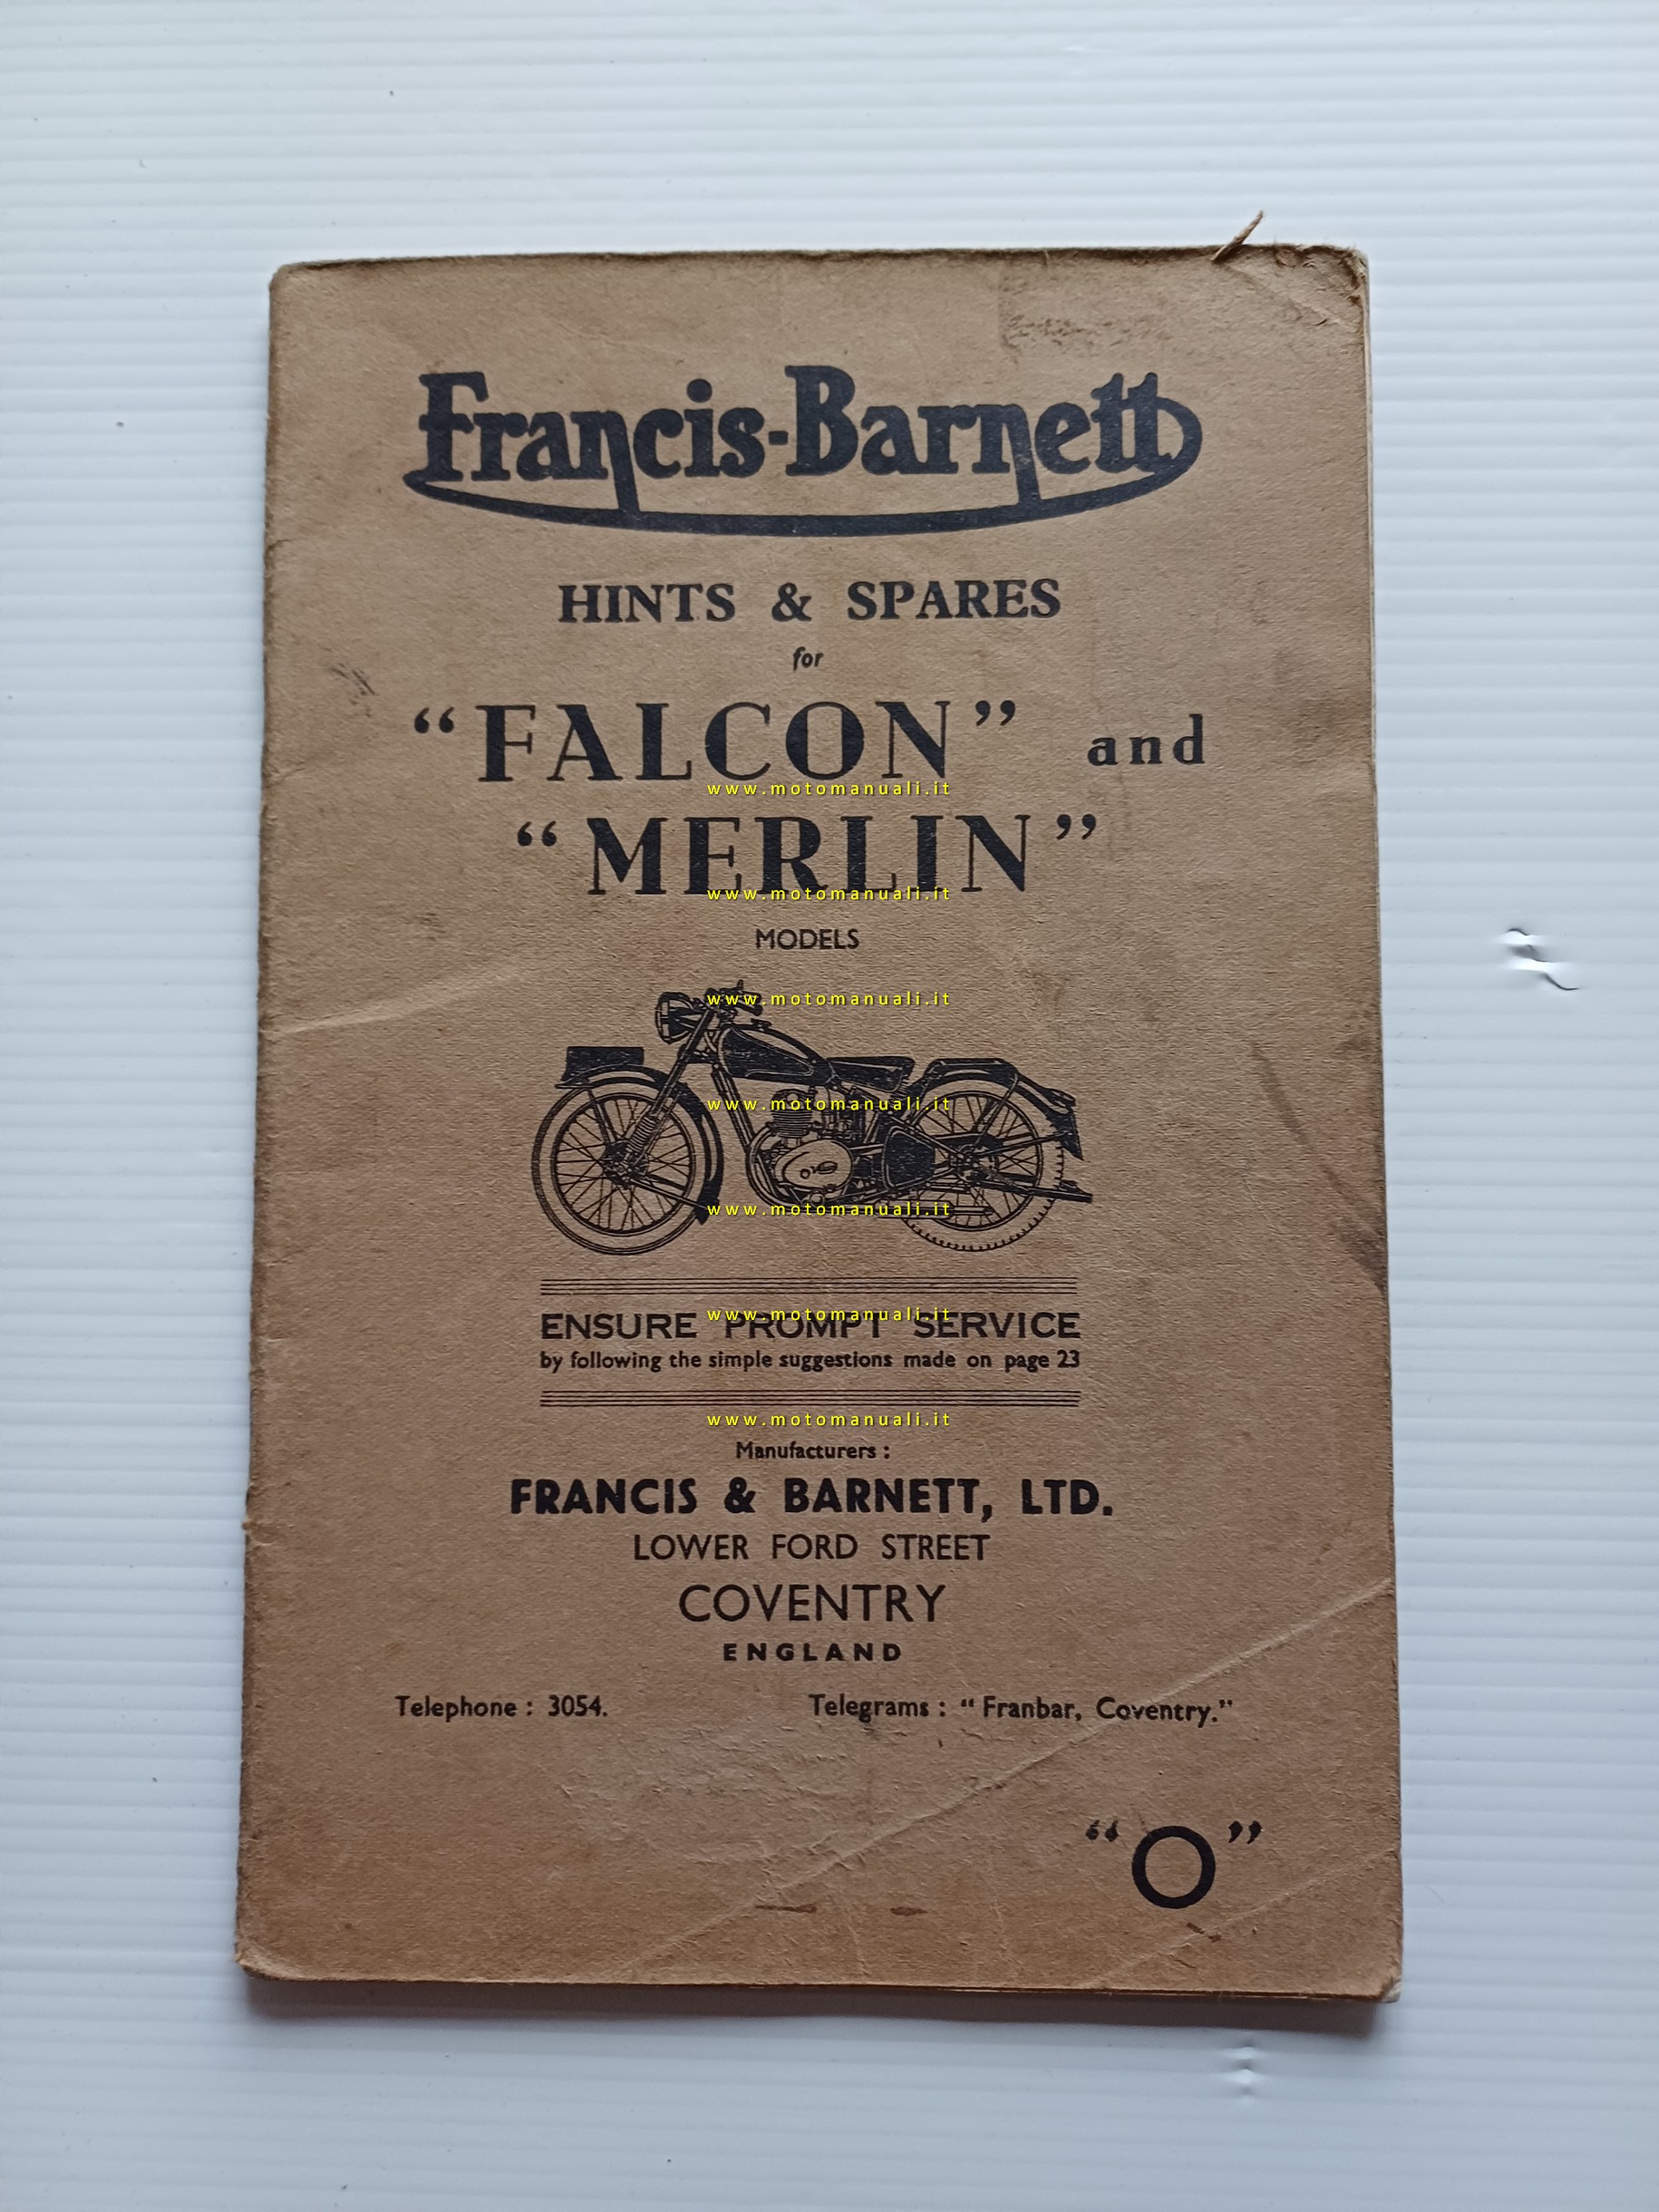 Francis-Barnett
HINTS & SPARES
for
“FALCON” and
www.motomanuali.it
“MERLIN”
www.motomanuali.it
MODELS
www.motomanuali.it
www.motomanuali.it
www.motomanuali.it
www.motomanuali.it
ENSURE PROMPT SERVICE
by following the simple suggestions made on page 23
www.motomanuali.it
Manufacturers :
FRANCIS & BARNETT, LTD.
LOWER FORD STREET
COVENTRY
ENGLAND
Telephone : 3054. Telegrams : “ Franbar, Coventry.”
“O”